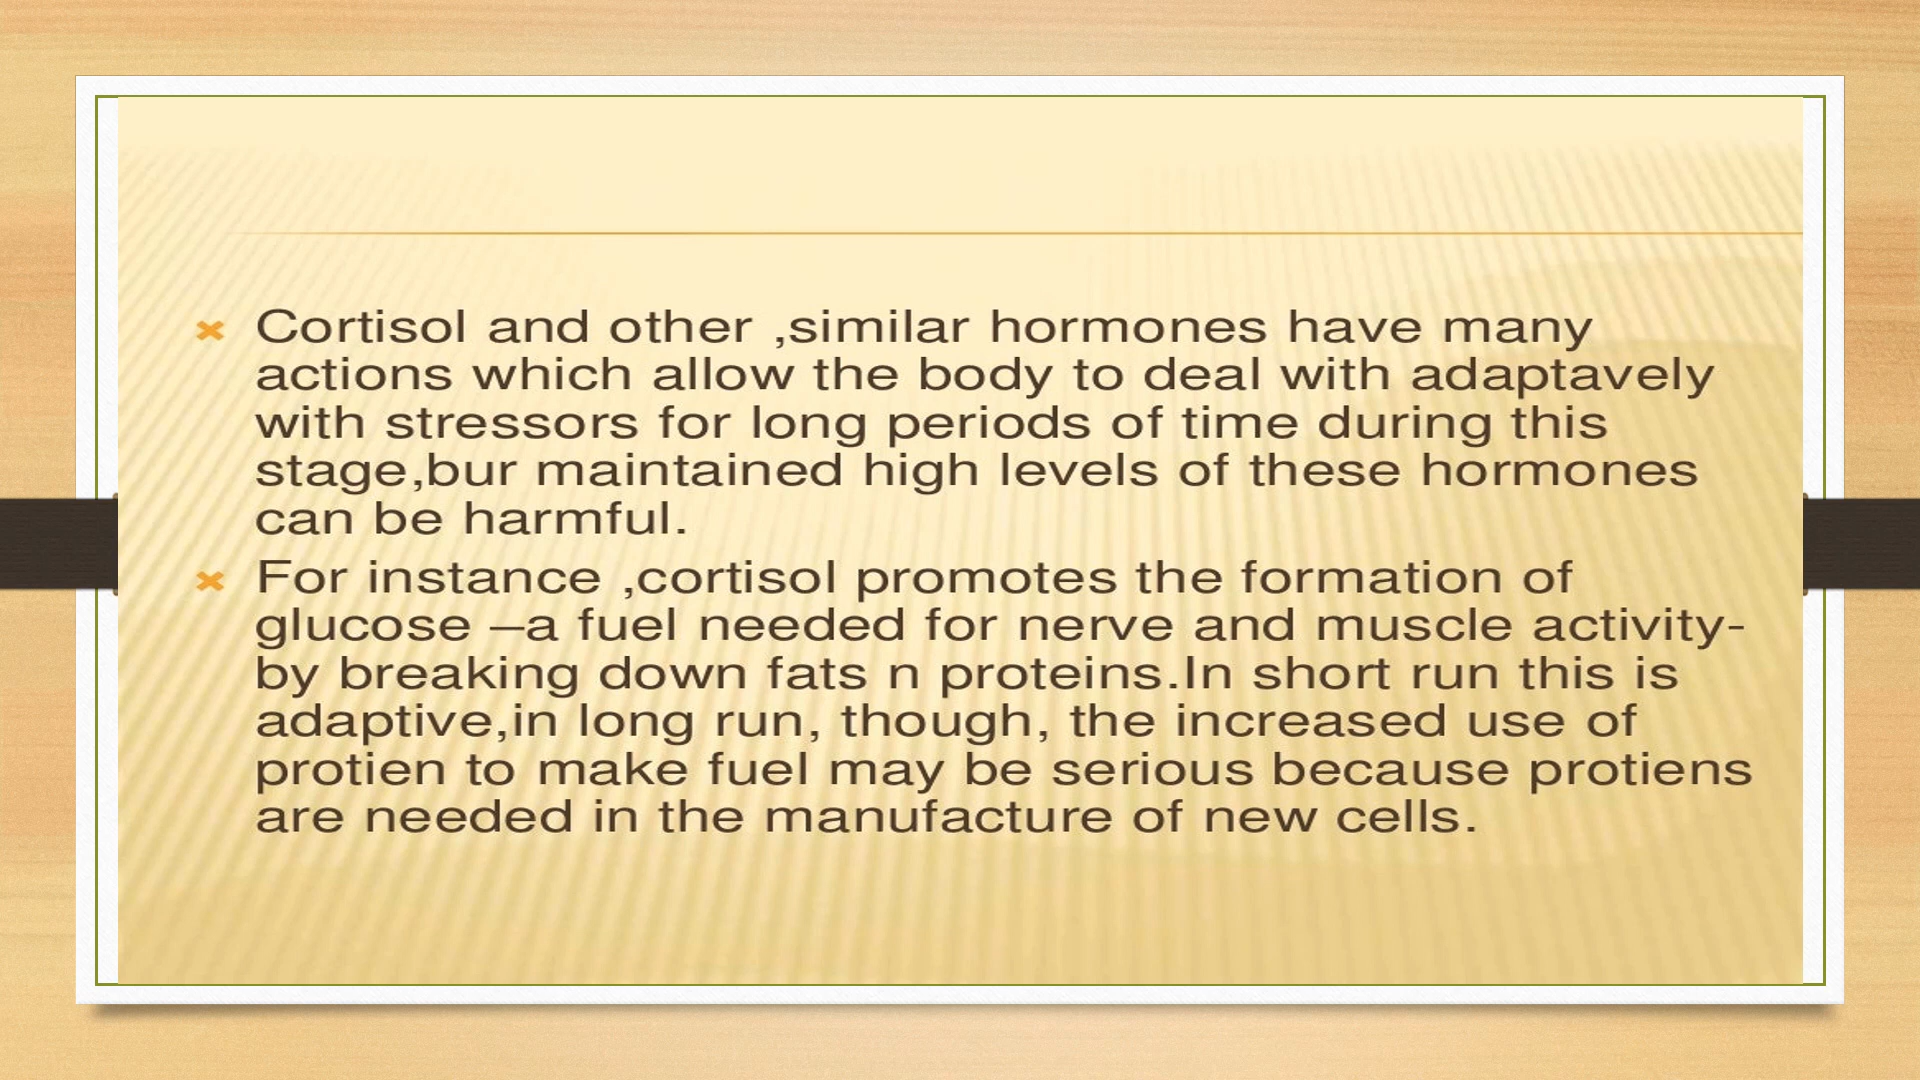 Cortisol and other ,similar hormones have many
actions which allow the body to deal with adaptavely
with stressors for long periods of time during this
stage,bur maintained high levels of these hormones
can be harmful.
For instance ,cortisol promotes the formation of
glucose –a fuel needed for nerve and muscle activity-
by breaking down fats n proteins.In short run this is
adaptive,in long run, though, the increased use of
protien to make fuel may be serious because protiens
are needed in the manufacture of new cells.